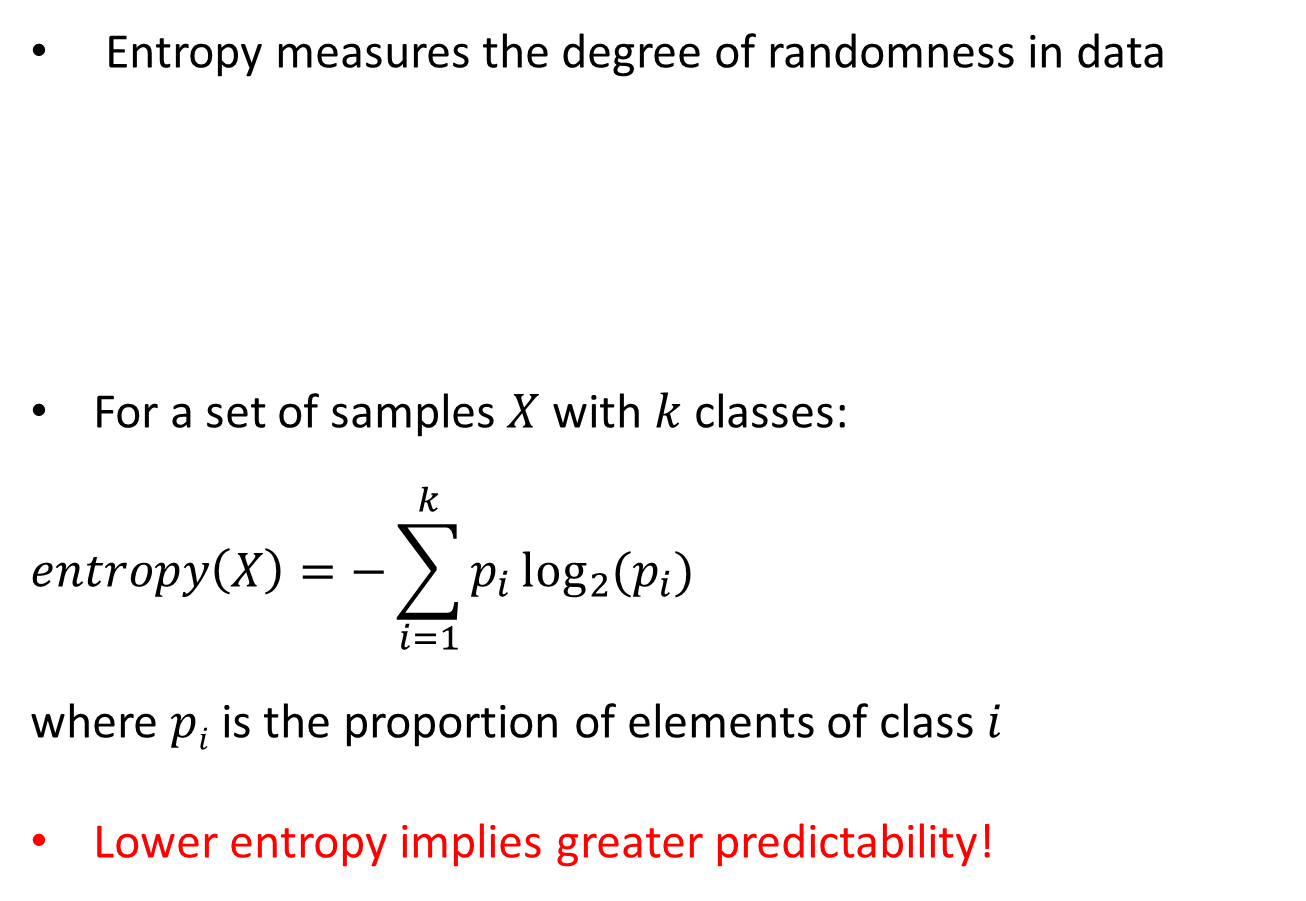 • Entropy measures the degree of randomness in data
• For a set of samples X with k classes:
entropy(X) = − ∑_{i=1}^{k} p_i log_2(p_i)
where p_i is the proportion of elements of class i
• Lower entropy implies greater predictability!